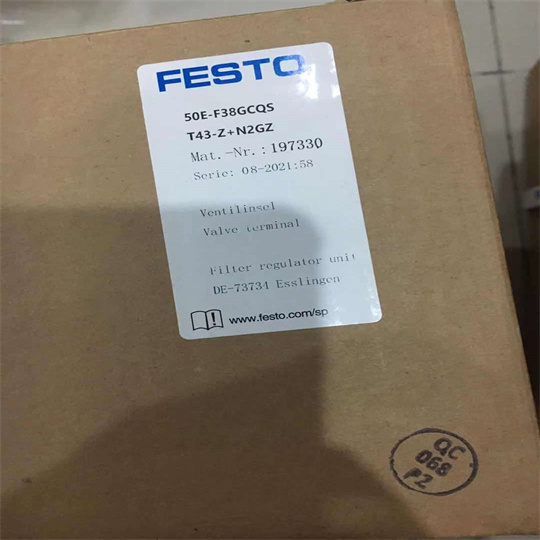 FESTO
50E-F38GCQS
T43-Z+N2GZ
Mat.-Nr.:197330
Serie: 08-2021:58
Ventilinsel
Valve terminal
Filter regulator unit
DE-73734 Esslingen
www.festo.com/sp
QC
068
PZ